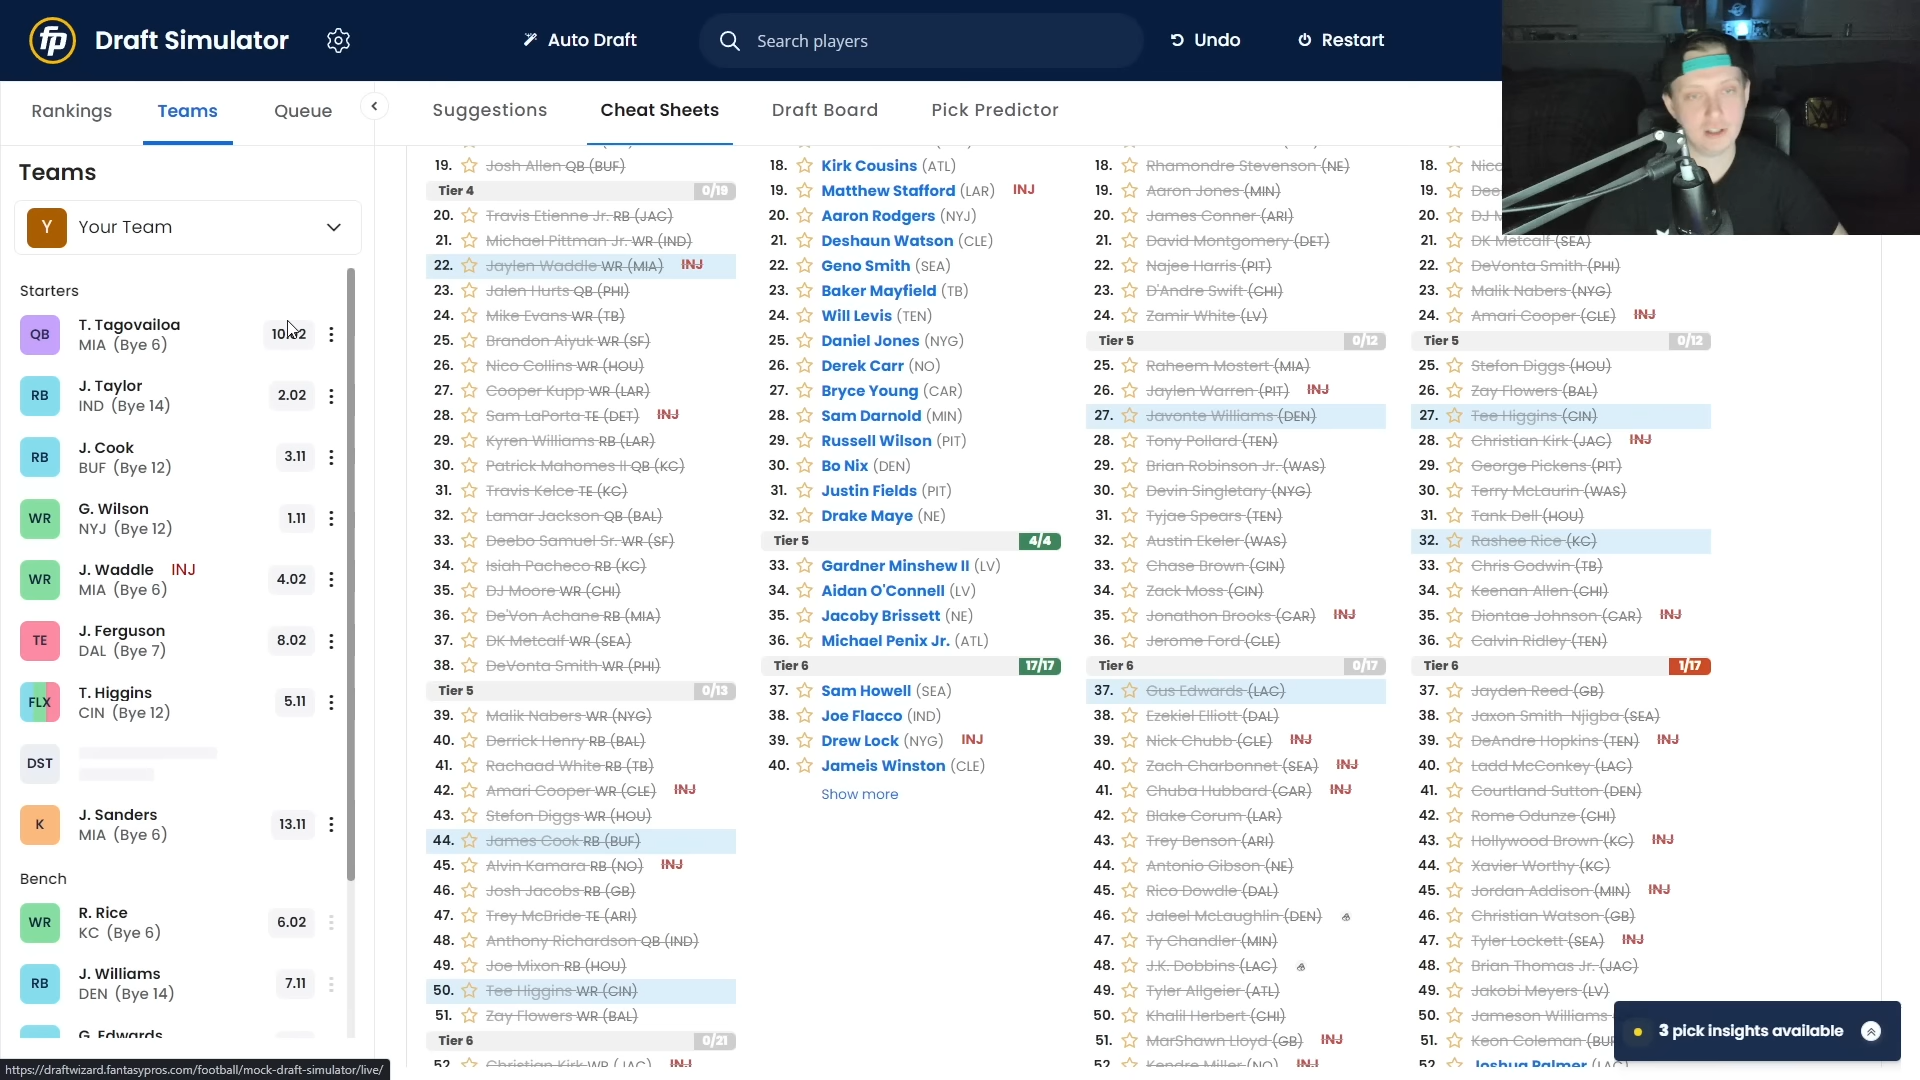 fp Draft Simulator
Auto Draft
Search players
Undo
Restart
Rankings
Teams
Queue
Suggestions
Cheat Sheets
Draft Board
Pick Predictor
Teams
Y Your Team
Starters
QB T. Tagovailoa
MIA (Bye 6)
RB J. Taylor 2.02
IND (Bye 14)
RB J. Cook 3.11
BUF (Bye 12)
WR G. Wilson 1.11
NYJ (Bye 12)
WR J. Waddle INJ 4.02
MIA (Bye 6)
TE J. Ferguson 8.02
DAL (Bye 7)
FLX T. Higgins 5.11
CIN (Bye 12)
DST
K J. Sanders 13.11
MIA (Bye 6)
Bench
WR R. Rice 6.02
KC (Bye 6)
RB J. Williams 7.11
DEN (Bye 14)
G. Edwards
https://draftwizard.fantasypros.com/football/mock-draft-simulator/live/
19. Josh Allen QB (BUF)
Tier 4 0/19
20. Travis Etienne Jr. RB (JAC)
21. Michael Pittman Jr. WR (IND)
22. Jaylen Waddle WR (MIA) INJ
23. Jalen Hurts QB (PHI)
24. Mike Evans WR (TB)
25. Brandon Aiyuk WR (SF)
26. Nico Collins WR (HOU)
27. Cooper Kupp WR (LAR)
28. Sam LaPorta TE (DET) INJ
29. Kyren Williams RB (LAR)
30. Patrick Mahomes II QB (KC)
31. Travis Kelce TE (KC)
32. Lamar Jackson QB (BAL)
33. Deebo Samuel Sr. WR (SF)
34. Isiah Pacheco RB (KC)
35. DJ Moore WR (CHI)
36. De'Von Achane RB (MIA)
37. DK Metcalf WR (SEA)
38. DeVonta Smith WR (PHI)
Tier 5 0/13
39. Malik Nabers WR (NYG)
40. Derrick Henry RB (BAL)
41. Rachaad White RB (TB)
42. Amari Cooper WR (CLE) INJ
43. Stefon Diggs WR (HOU)
44. James Cook RB (BUF)
45. Alvin Kamara RB (NO) INJ
46. Josh Jacobs RB (GB)
47. Trey McBride TE (ARI)
48. Anthony Richardson QB (IND)
49. Joe Mixon RB (HOU)
50. Tee Higgins WR (CIN)
51. Zay Flowers WR (BAL)
Tier 6 0/21
52. Christian Kirk WR (JAC) INJ
18. Kirk Cousins (ATL)
19. Matthew Stafford (LAR) INJ
20. Aaron Rodgers (NYJ)
21. Deshaun Watson (CLE)
22. Geno Smith (SEA)
23. Baker Mayfield (TB)
24. Will Levis (TEN)
25. Daniel Jones (NYG)
26. Derek Carr (NO)
27. Bryce Young (CAR)
28. Sam Darnold (MIN)
29. Russell Wilson (PIT)
30. Bo Nix (DEN)
31. Justin Fields (PIT)
32. Drake Maye (NE)
Tier 5 4/4
33. Gardner Minshew II (LV)
34. Aidan O'Connell (LV)
35. Jacoby Brissett (NE)
36. Michael Penix Jr. (ATL)
Tier 6 17/17
37. Sam Howell (SEA)
38. Joe Flacco (IND)
39. Drew Lock (NYG) INJ
40. Jameis Winston (CLE)
Show more
18. Rhamondre Stevenson (NE)
19. Aaron Jones (MIN)
20. James Conner (ARI)
21. David Montgomery (DET)
22. Najee Harris (PIT)
23. D'Andre Swift (CHI)
24. Zamir White (LV)
Tier 5 0/12
25. Raheem Mostert (MIA)
26. Jaylen Warren (PIT) INJ
27. Javonte Williams (DEN)
28. Tony Pollard (TEN)
29. Brian Robinson Jr. (WAS)
30. Devin Singletary (NYG)
31. Tyjae Spears (TEN)
32. Austin Ekeler (WAS)
33. Chase Brown (CIN)
34. Zack Moss (CIN)
35. Jonathon Brooks (CAR) INJ
36. Jerome Ford (CLE)
Tier 6 0/17
37. Gus Edwards (LAC)
38. Ezekiel Elliott (DAL)
39. Nick Chubb (CLE) INJ
40. Zach Charbonnet (SEA) INJ
41. Chuba Hubbard (CAR) INJ
42. Blake Corum (LAR)
43. Trey Benson (ARI)
44. Antonio Gibson (NE)
45. Rico Dowdle (DAL)
46. Jaleel McLaughlin (DEN)
47. Ty Chandler (MIN)
48. J.K. Dobbins (LAC)
49. Tyler Allgeier (ATL)
50. Khalil Herbert (CHI)
51. MarShawn Lloyd (GB) INJ
52. Kendre Miller (NO) INJ
18. Nico
19. Dee
20. DJ M
21. DK Metcalf (SEA)
22. DeVonta Smith (PHI)
23. Malik Nabers (NYG)
24. Amari Cooper (CLE) INJ
Tier 5 0/12
25. Stefon Diggs (HOU)
26. Zay Flowers (BAL)
27. Tee Higgins (CIN)
28. Christian Kirk (JAC) INJ
29. George Pickens (PIT)
30. Terry McLaurin (WAS)
31. Tank Dell (HOU)
32. Rashee Rice (KC)
33. Chris Godwin (TB)
34. Keenan Allen (CHI)
35. Diontae Johnson (CAR) INJ
36. Calvin Ridley (TEN)
Tier 6 1/17
37. Jayden Reed (GB)
38. Jaxon Smith-Njigba (SEA)
39. DeAndre Hopkins (TEN) INJ
40. Ladd McConkey (LAC)
41. Courtland Sutton (DEN)
42. Rome Odunze (CHI)
43. Hollywood Brown (KC) INJ
44. Xavier Worthy (KC)
45. Jordan Addison (MIN) INJ
46. Christian Watson (GB)
47. Tyler Lockett (SEA) INJ
48. Brian Thomas Jr. (JAC)
49. Jakobi Meyers (LV)
50. Jameson Williams
51. Keon Coleman (BUF
52. Joshua Palmer (LAC)
3 pick insights available